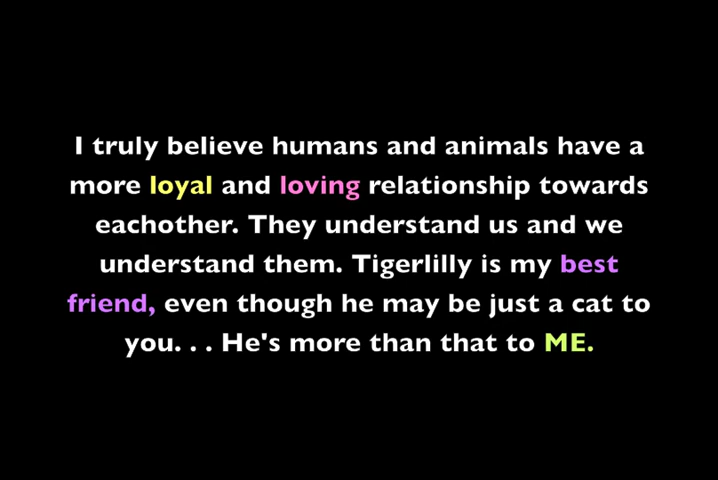 I truly believe humans and animals have a
more loyal and loving relationship towards
eachother. They understand us and we
understand them. Tigerlilly is my best
friend, even though he may be just a cat to
you. . . He's more than that to ME.